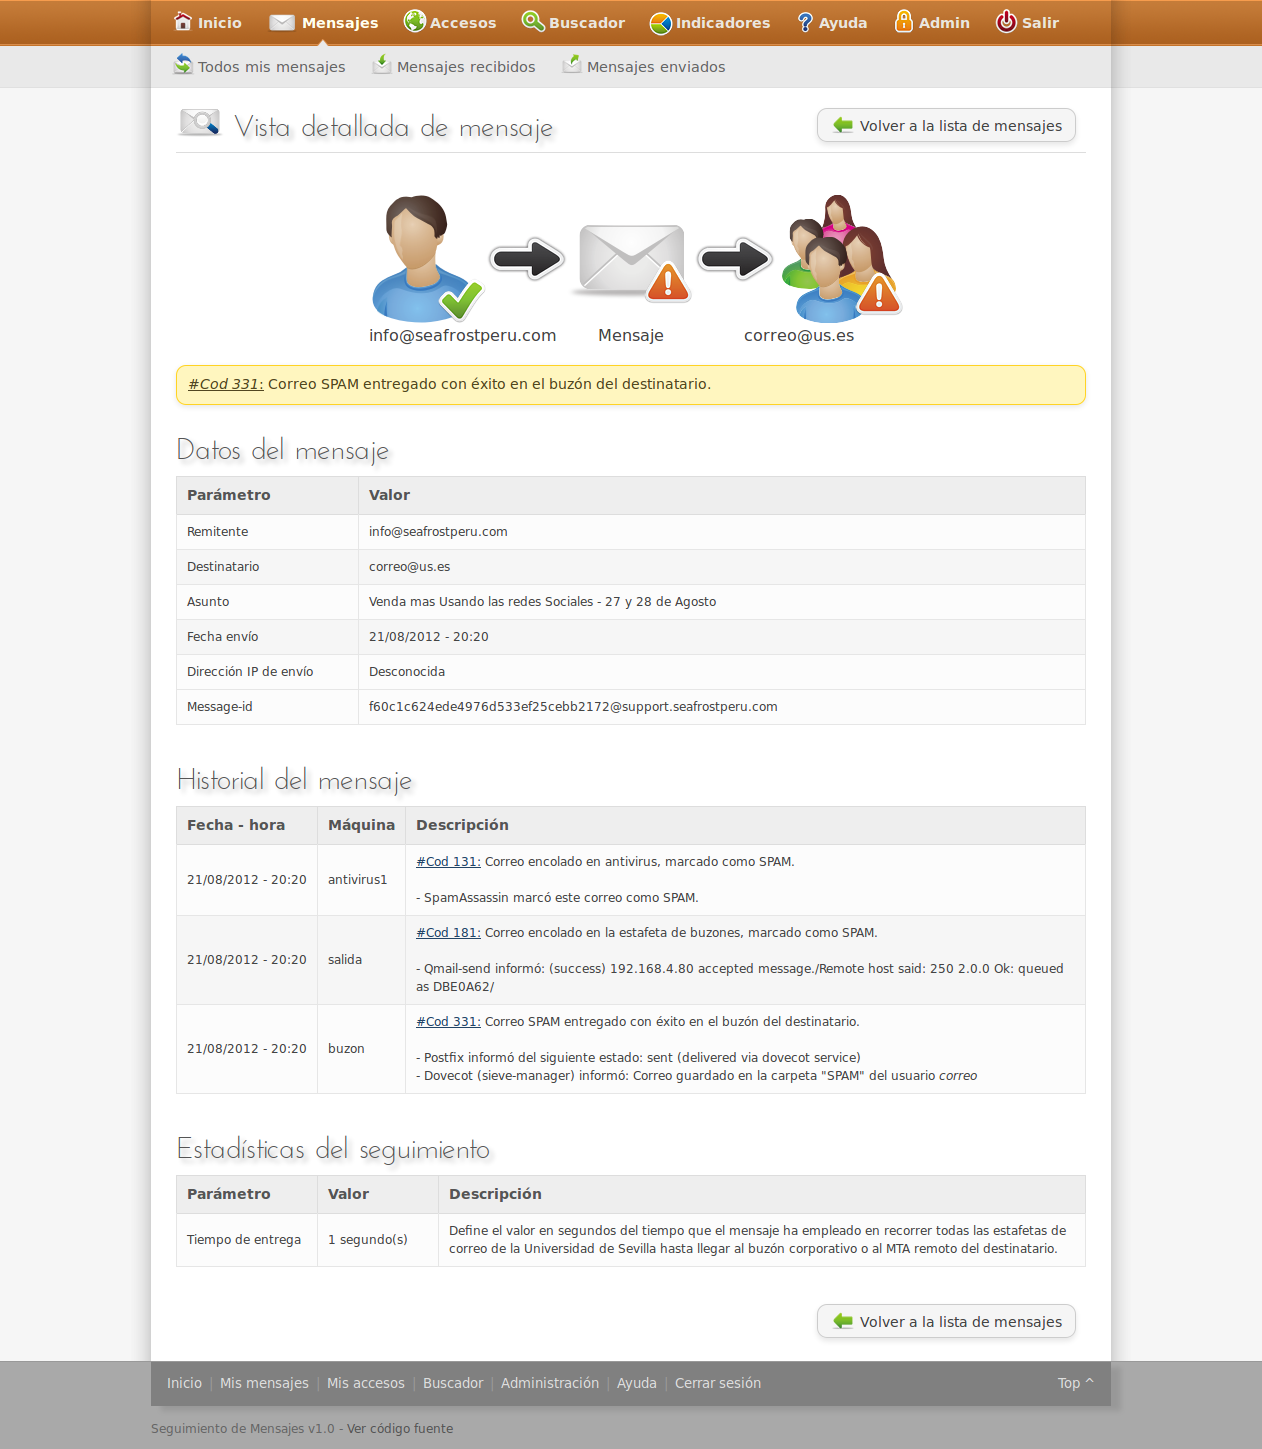 Inicio Mensajes Accesos Buscador Indicadores Ayuda Admin Salir
Todos mis mensajes Mensajes recibidos Mensajes enviados
Vista detallada de mensaje
Volver a la lista de mensajes
info@seafrostperu.com Mensaje correo@us.es
#Cod 331: Correo SPAM entregado con éxito en el buzón del destinatario.
Datos del mensaje
Parámetro Valor
Remitente info@seafrostperu.com
Destinatario correo@us.es
Asunto Venda mas Usando las redes Sociales - 27 y 28 de Agosto
Fecha envío 21/08/2012 - 20:20
Dirección IP de envío Desconocida
Message-id f60c1c624ede4976d533ef25cebb2172@support.seafrostperu.com
Historial del mensaje
Fecha - hora Máquina Descripción
21/08/2012 - 20:20 antivirus1 #Cod 131: Correo encolado en antivirus, marcado como SPAM.
- SpamAssassin marcó este correo como SPAM.
21/08/2012 - 20:20 salida #Cod 181: Correo encolado en la estafeta de buzones, marcado como SPAM.
- Qmail-send informó: (success) 192.168.4.80 accepted message./Remote host said: 250 2.0.0 Ok: queued
as DBE0A62/
21/08/2012 - 20:20 buzon #Cod 331: Correo SPAM entregado con éxito en el buzón del destinatario.
- Postfix informó del siguiente estado: sent (delivered via dovecot service)
- Dovecot (sieve-manager) informó: Correo guardado en la carpeta "SPAM" del usuario correo
Estadísticas del seguimiento
Parámetro Valor Descripción
Tiempo de entrega 1 segundo(s) Define el valor en segundos del tiempo que el mensaje ha empleado en recorrer todas las estafetas de
correo de la Universidad de Sevilla hasta llegar al buzón corporativo o al MTA remoto del destinatario.
Volver a la lista de mensajes
Inicio | Mis mensajes | Mis accesos | Buscador | Administración | Ayuda | Cerrar sesión Top ^
Seguimiento de Mensajes v1.0 - Ver código fuente